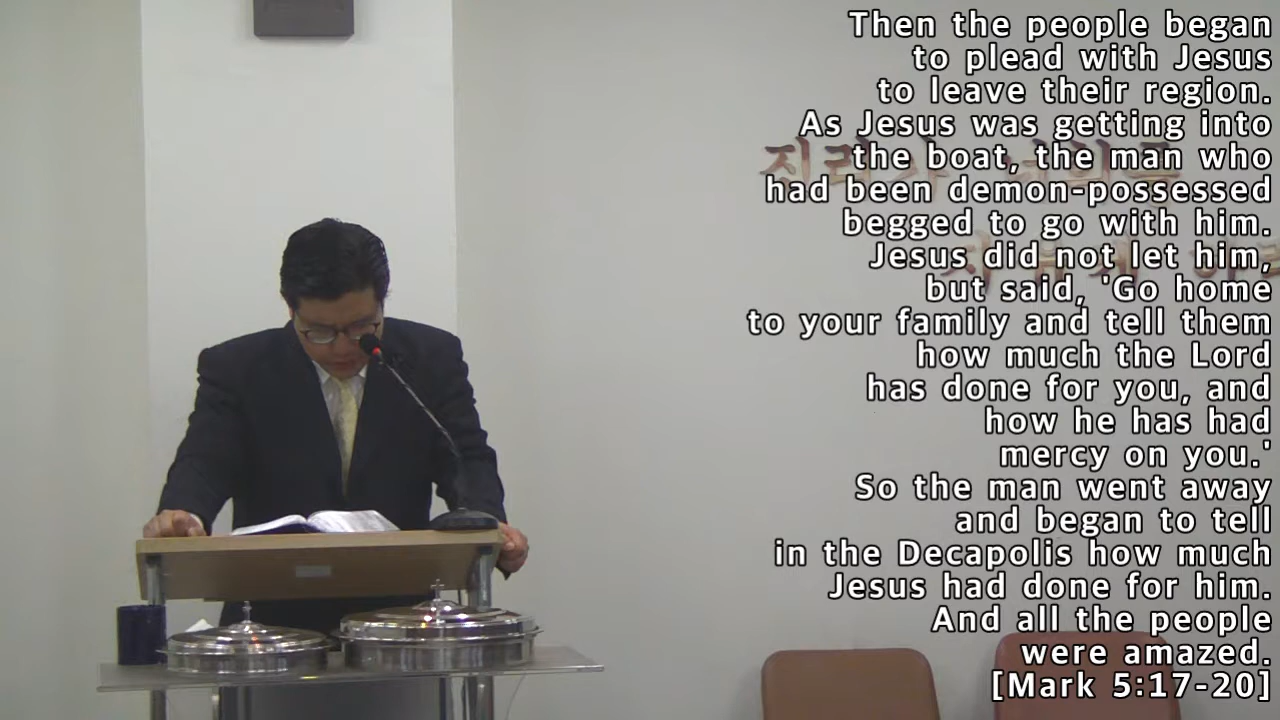 Then the people began
to plead with Jesus
to leave their region.
As Jesus was getting into
the boat, the man who
had been demon-possessed
begged to go with him.
Jesus did not let him,
but said, 'Go home
to your family and tell them
how much the Lord
has done for you, and
how he has had
mercy on you.'
So the man went away
and began to tell
in the Decapolis how much
Jesus had done for him.
And all the people
were amazed.
[Mark 5:17-20]